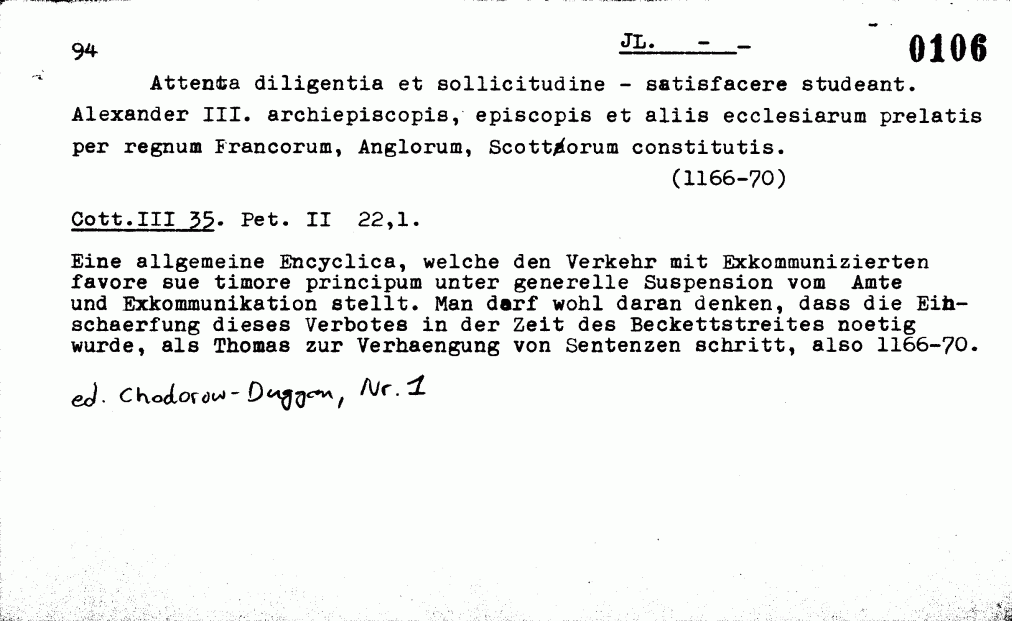 94 JL. - - 0106
Attenta diligentia et sollicitudine - satisfacere studeant.
Alexander III. archiepiscopis, episcopis et aliis ecclesiarum prelatis
per regnum Francorum, Anglorum, Scottorum constitutis.
(1166-70)
Cott.III 35. Pet. II 22,1.
Eine allgemeine Encyclica, welche den Verkehr mit Exkommunizierten
favore sue timore principum unter generelle Suspension vom Amte
und Exkommunikation stellt. Man darf wohl daran denken, dass die Ein-
schaerfung dieses Verbotes in der Zeit des Beckettstreites noetig
wurde, als Thomas zur Verhaengung von Sentenzen schritt, also 1166-70.
ed. Chodorow-Duggan, Nr. 1